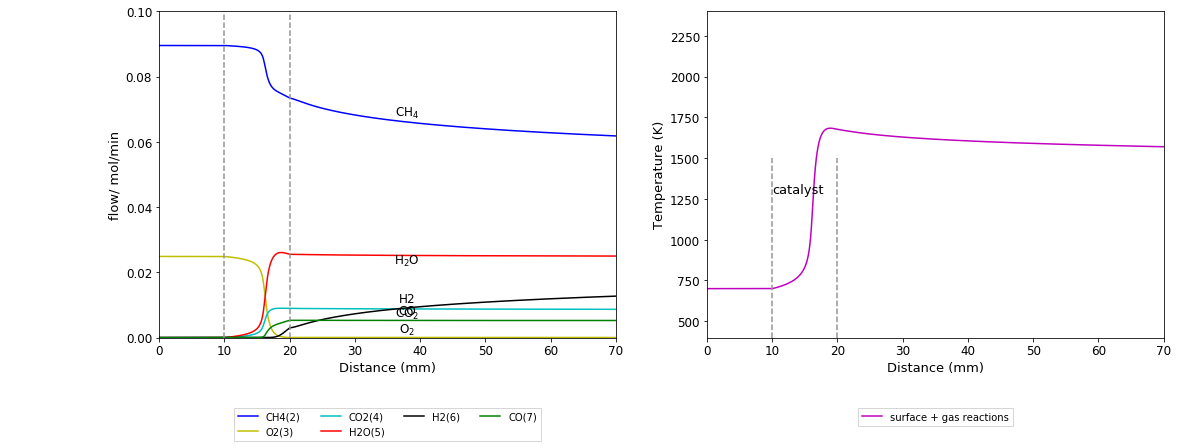 0.10
0.08
0.06
0.04
0.02
0.00
flow/ mol/min
CH₄
H₂O
H2
CO
CO₂
O₂
0 10 20 30 40 50 60 70
Distance (mm)
CH4(2) CO2(4) H2(6) CO(7)
O2(3) H2O(5)
2250
2000
1750
1500
1250
1000
750
500
Temperature (K)
catalyst
0 10 20 30 40 50 60 70
Distance (mm)
surface + gas reactions